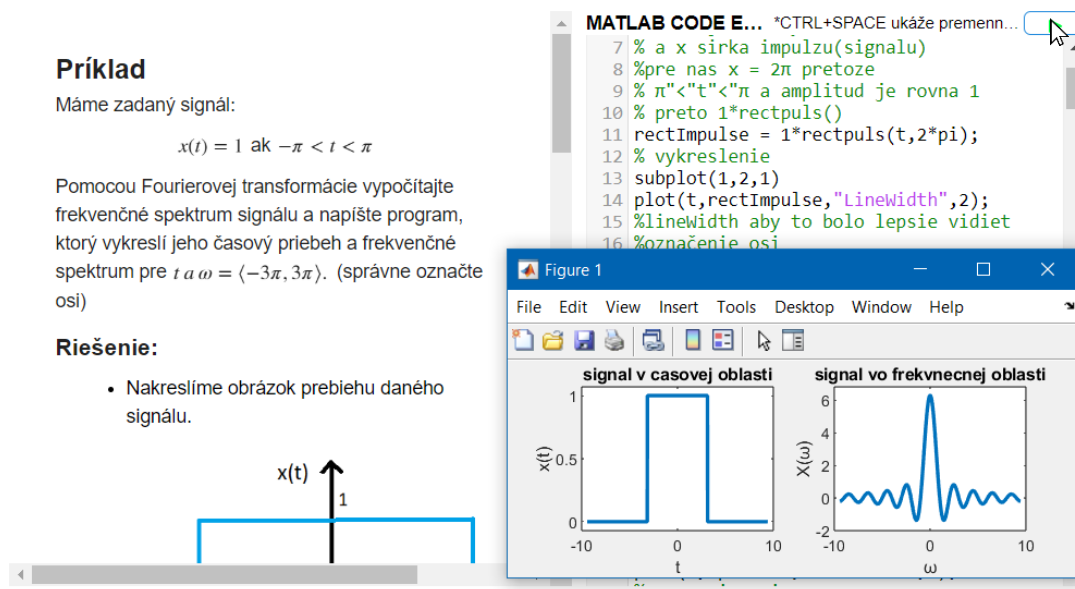 Príklad
Máme zadaný signál:
x(t) = 1 ak −π < t < π
Pomocou Fourierovej transformácie vypočítajte
frekvenčné spektrum signálu a napíšte program,
ktorý vykreslí jeho časový priebeh a frekvenčné
spektrum pre t a ω = ⟨−3π, 3π⟩. (správne označte
osi)
Riešenie:
• Nakreslíme obrázok prebiehu daného
signálu.
x(t)
1
MATLAB CODE E... *CTRL+SPACE ukáže premenn...
7 % a x sirka impulzu(signalu)
8 %pre nas x = 2π pretoze
9 % π"<"t"<"π a amplitud je rovna 1
10 % preto 1*rectpuls()
11 rectImpulse = 1*rectpuls(t,2*pi);
12 % vykreslenie
13 subplot(1,2,1)
14 plot(t,rectImpulse,"LineWidth",2);
15 %lineWidth aby to bolo lepsie vidiet
16 %označenie osi
Figure 1
File Edit View Insert Tools Desktop Window Help
signal v casovej oblasti
x(t)
1
0.5
0
-10 0 10
t
signal vo frekvnecnej oblasti
X(ω)
6
4
2
0
-2
-10 0 10
ω